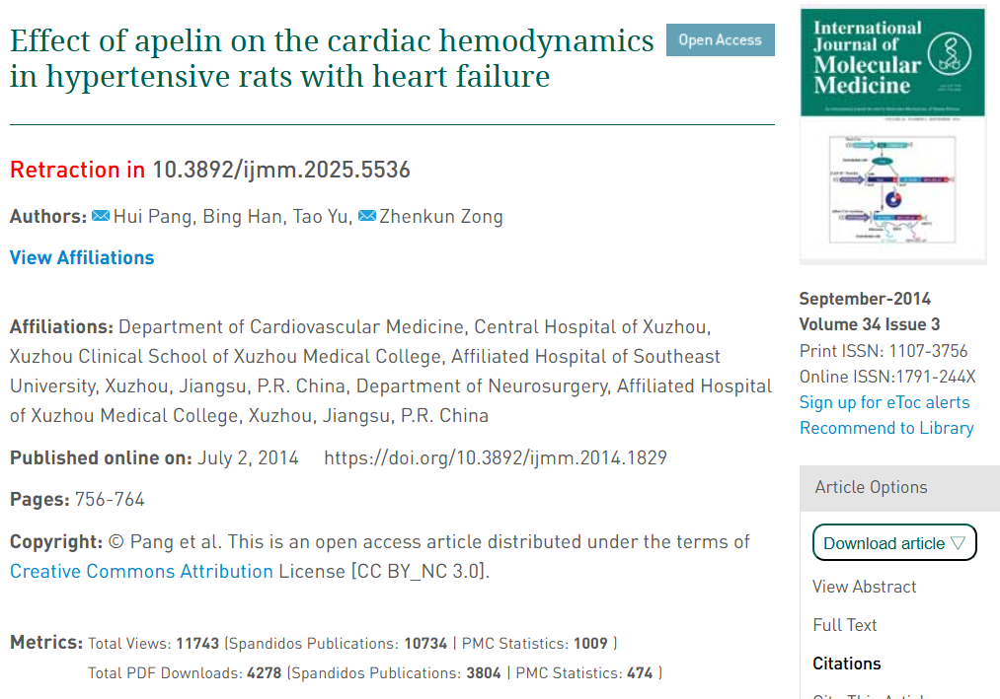 Effect of apelin on the cardiac hemodynamics
in hypertensive rats with heart failure
Open Access
Retraction in 10.3892/ijmm.2025.5536
Authors: Hui Pang, Bing Han, Tao Yu, Zhenkun Zong
View Affiliations
Affiliations: Department of Cardiovascular Medicine, Central Hospital of Xuzhou,
Xuzhou Clinical School of Xuzhou Medical College, Affiliated Hospital of Southeast
University, Xuzhou, Jiangsu, P.R. China, Department of Neurosurgery, Affiliated Hospital
of Xuzhou Medical College, Xuzhou, Jiangsu, P.R. China
Published online on: July 2, 2014 https://doi.org/10.3892/ijmm.2014.1829
Pages: 756-764
Copyright: © Pang et al. This is an open access article distributed under the terms of
Creative Commons Attribution License [CC BY_NC 3.0].
Metrics: Total Views: 11743 (Spandidos Publications: 10734 | PMC Statistics: 1009 )
Total PDF Downloads: 4278 (Spandidos Publications: 3804 | PMC Statistics: 474 )
International
Journal of
Molecular
Medicine
September-2014
Volume 34 Issue 3
Print ISSN: 1107-3756
Online ISSN:1791-244X
Sign up for eToc alerts
Recommend to Library
Article Options
Download article ▽
View Abstract
Full Text
Citations